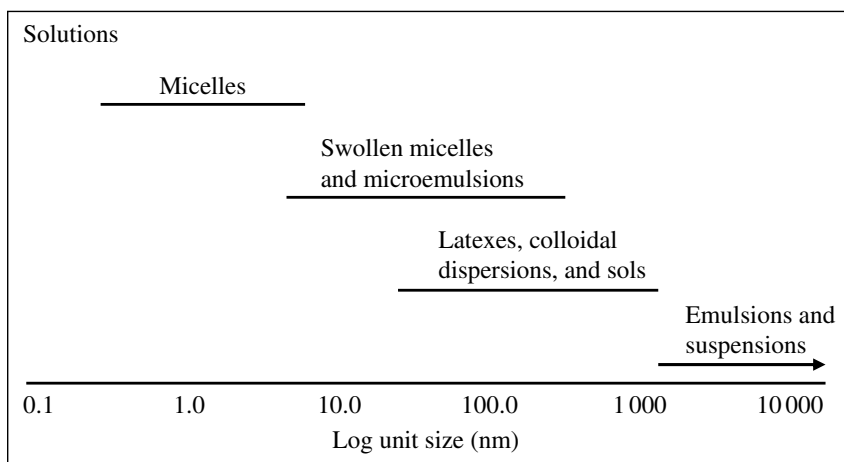 Solutions
Micelles
Swollen micelles
and microemulsions
Latexes, colloidal
dispersions, and sols
Emulsions and
suspensions
0.1 1.0 10.0 100.0 1 000 10 000
Log unit size (nm)